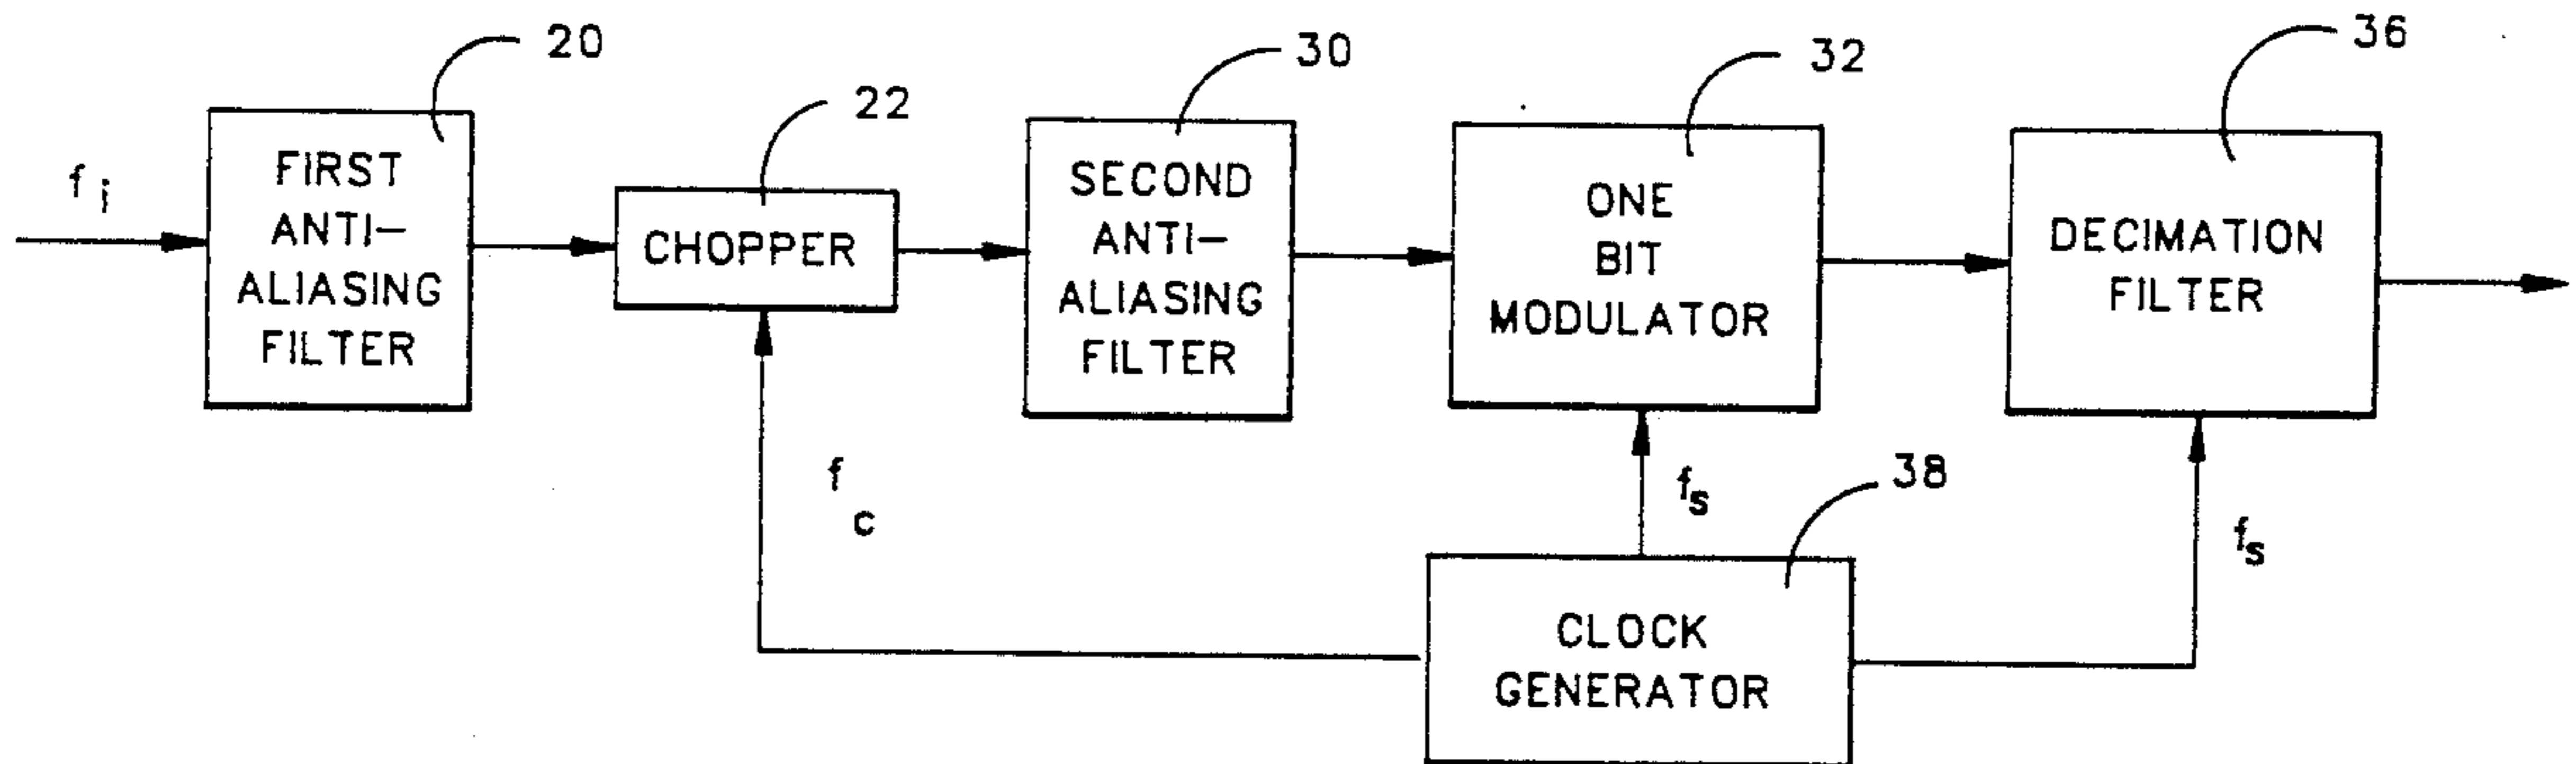 20
22
30
32
36
f i
FIRST
ANTI-
ALIASING
FILTER
CHOPPER
SECOND
ANTI-
ALIASING
FILTER
ONE
BIT
MODULATOR
DECIMATION
FILTER
f c
fs
38
fs
CLOCK
GENERATOR